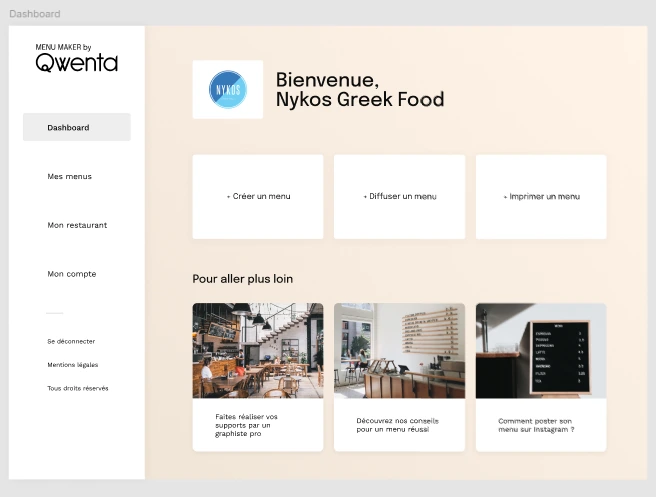 Dashboard
MENU MAKER by
Qwenta
Dashboard
Mes menus
Mon restaurant
Mon compte
Se déconnecter
Mentions légales
Tous droits réservés
NYKOS
Bienvenue,
Nykos Greek Food
+ Créer un menu
+ Diffuser un menu
+ Imprimer un menu
Pour aller plus loin
MENU
Faites réaliser vos
supports par un
graphiste pro
Découvrez nos conseils
pour un menu réussi
Comment poster son
menu sur Instagram ?